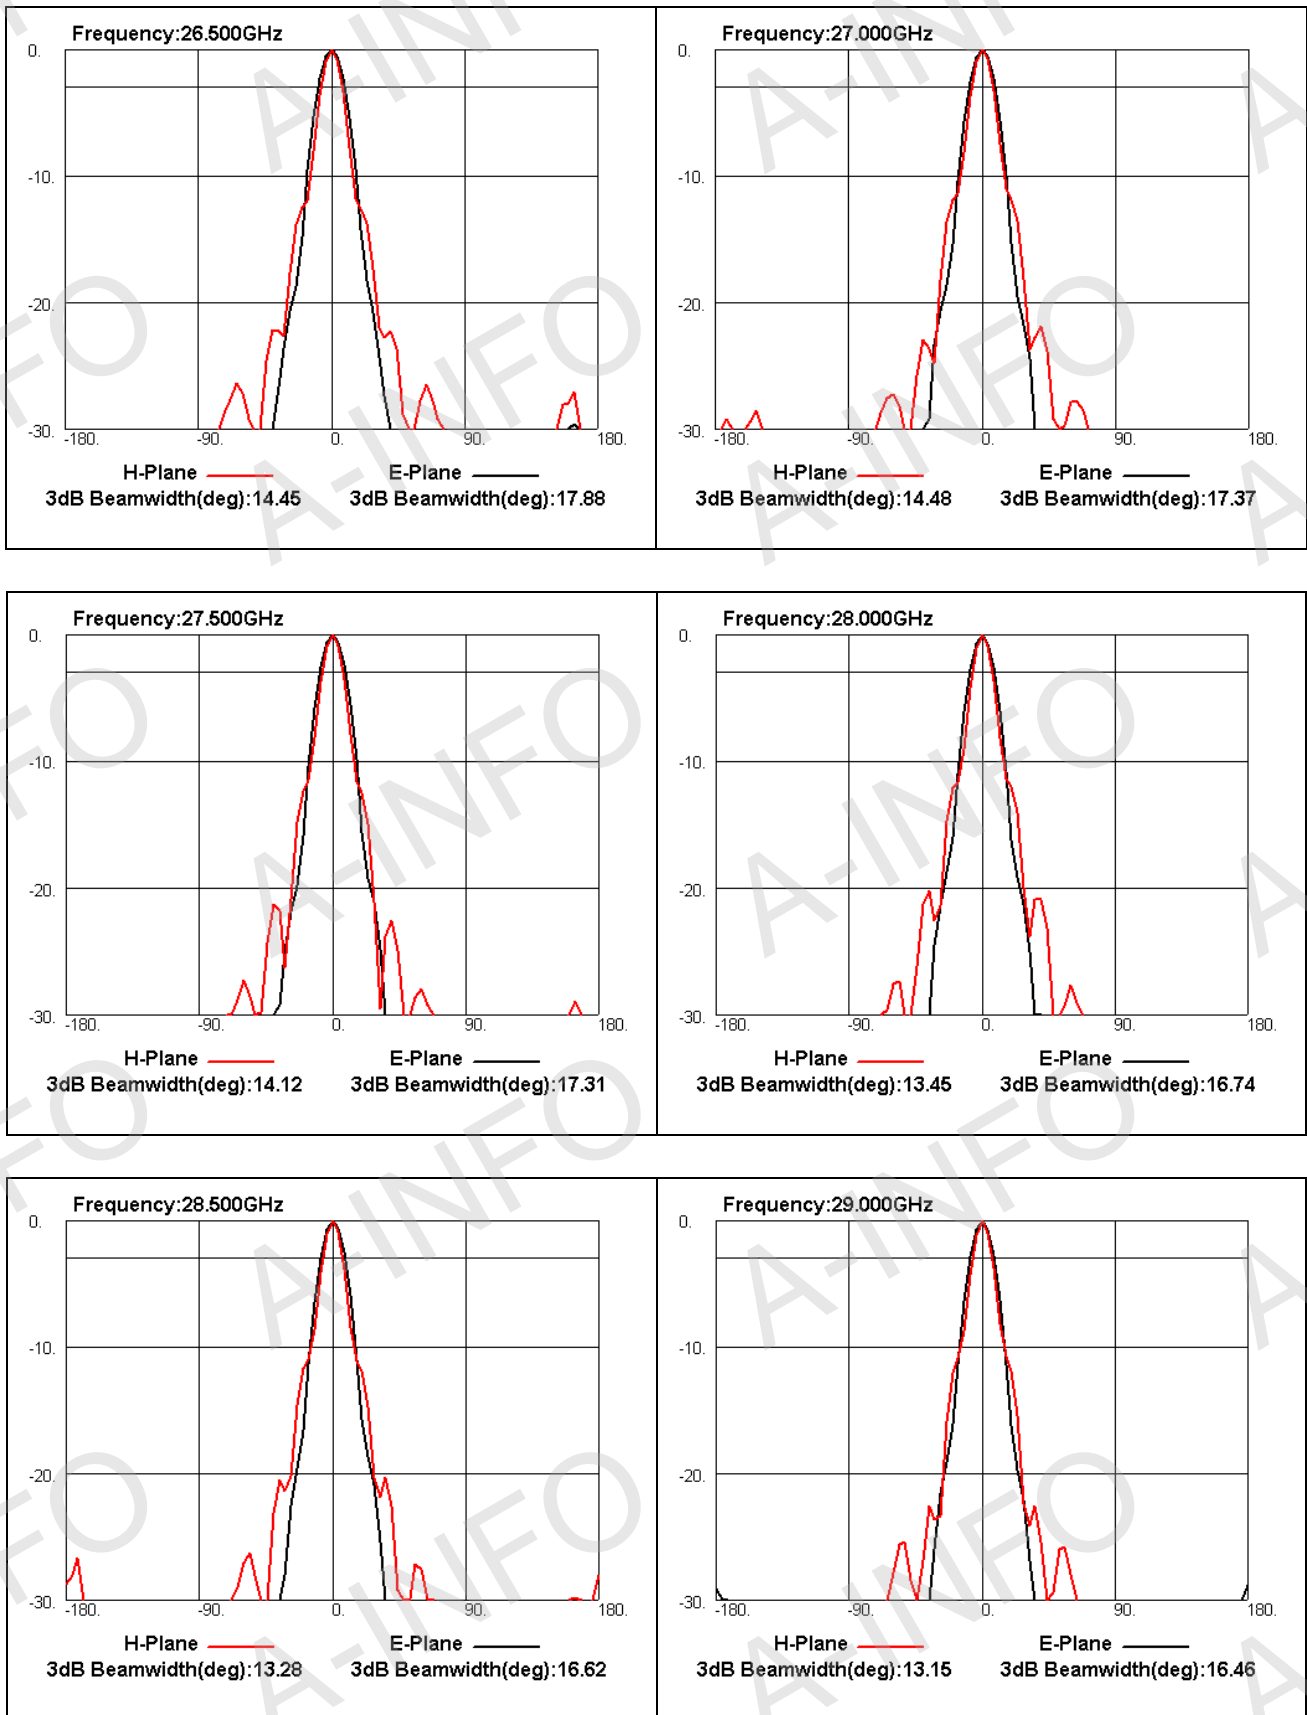 Frequency:26.500GHz
0.
-10.
-20.
-30.
-180.
-90.
0.
90.
180.
H-Plane
E-Plane
3dB Beamwidth(deg):14.45
3dB Beamwidth(deg):17.88
Frequency:27.000GHz
0.
-10.
-20.
-30.
-180.
-90.
0.
90.
180.
H-Plane
E-Plane
3dB Beamwidth(deg):14.48
3dB Beamwidth(deg):17.37
Frequency:27.500GHz
0.
-10.
-20.
-30.
-180.
-90.
0.
90.
180.
H-Plane
E-Plane
3dB Beamwidth(deg):14.12
3dB Beamwidth(deg):17.31
Frequency:28.000GHz
0.
-10.
-20.
-30.
-180.
-90.
0.
90.
180.
H-Plane
E-Plane
3dB Beamwidth(deg):13.45
3dB Beamwidth(deg):16.74
Frequency:28.500GHz
0.
-10.
-20.
-30.
-180.
-90.
0.
90.
180.
H-Plane
E-Plane
3dB Beamwidth(deg):13.28
3dB Beamwidth(deg):16.62
Frequency:29.000GHz
0.
-10.
-20.
-30.
-180.
-90.
0.
90.
180.
H-Plane
E-Plane
3dB Beamwidth(deg):13.15
3dB Beamwidth(deg):16.46
A-INFO
A-INFO
A-INFO
A-INFO
A-INFO
A-INFO
A-INFO
A-INFO